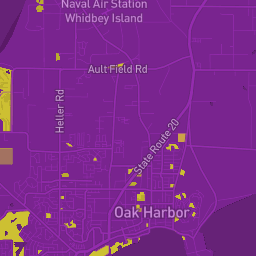 Naval Air Station
Whidbey Island
Ault Field Rd
Heller Rd
State Route 20
Oak Harbor